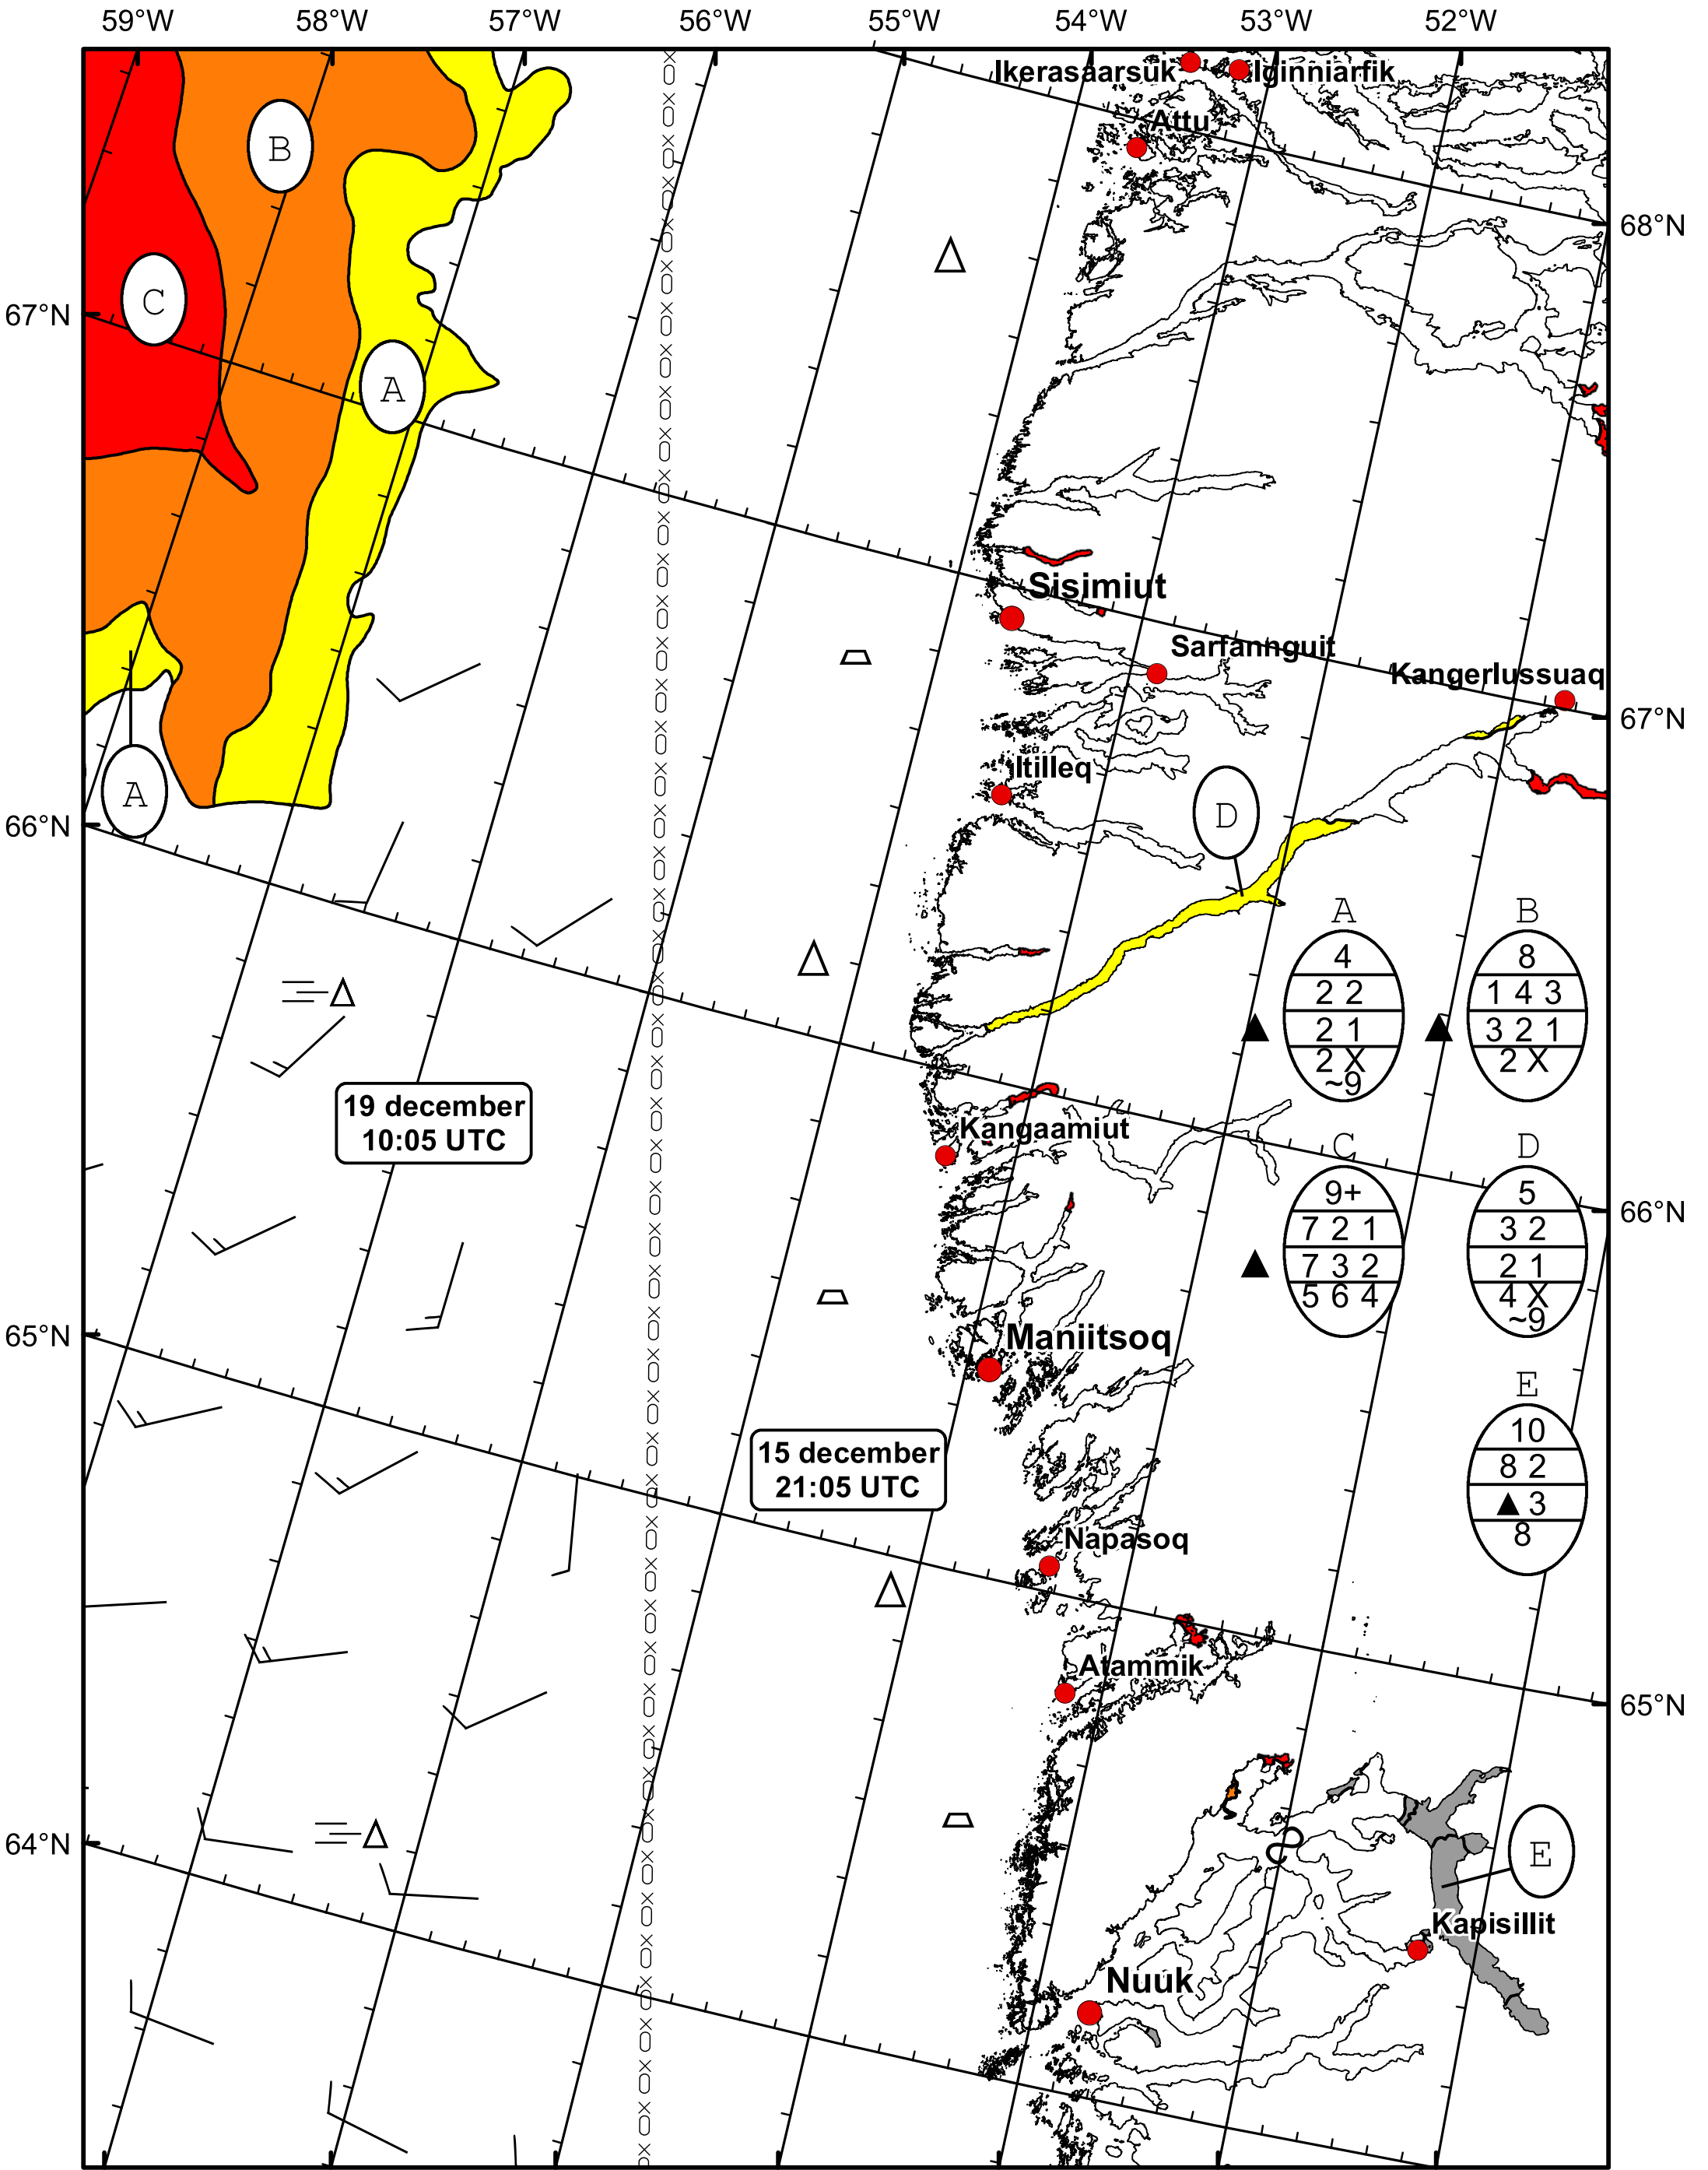 59°W 58°W 57°W 56°W 55°W 54°W 53°W 52°W
Ikerasaarsuk Iginniarfik
Attu
B
68°N
C
67°N
A
Sisimiut
Sarfannguit
Kangerlussuaq
67°N
Itilleq
A
D
66°N
A
4
2 2
2 1
2 X
~9
B
8
1 4 3
3 2 1
2 X
19 december
10:05 UTC
Kangaamiut
C
9+
7 2 1
7 3 2
5 6 4
D
5
3 2
2 1
4 X
~9
66°N
65°N
Maniitsoq
E
10
8 2
3
8
15 december
21:05 UTC
Napasoq
Atammik
65°N
64°N
E
Kapisillit
Nuuk